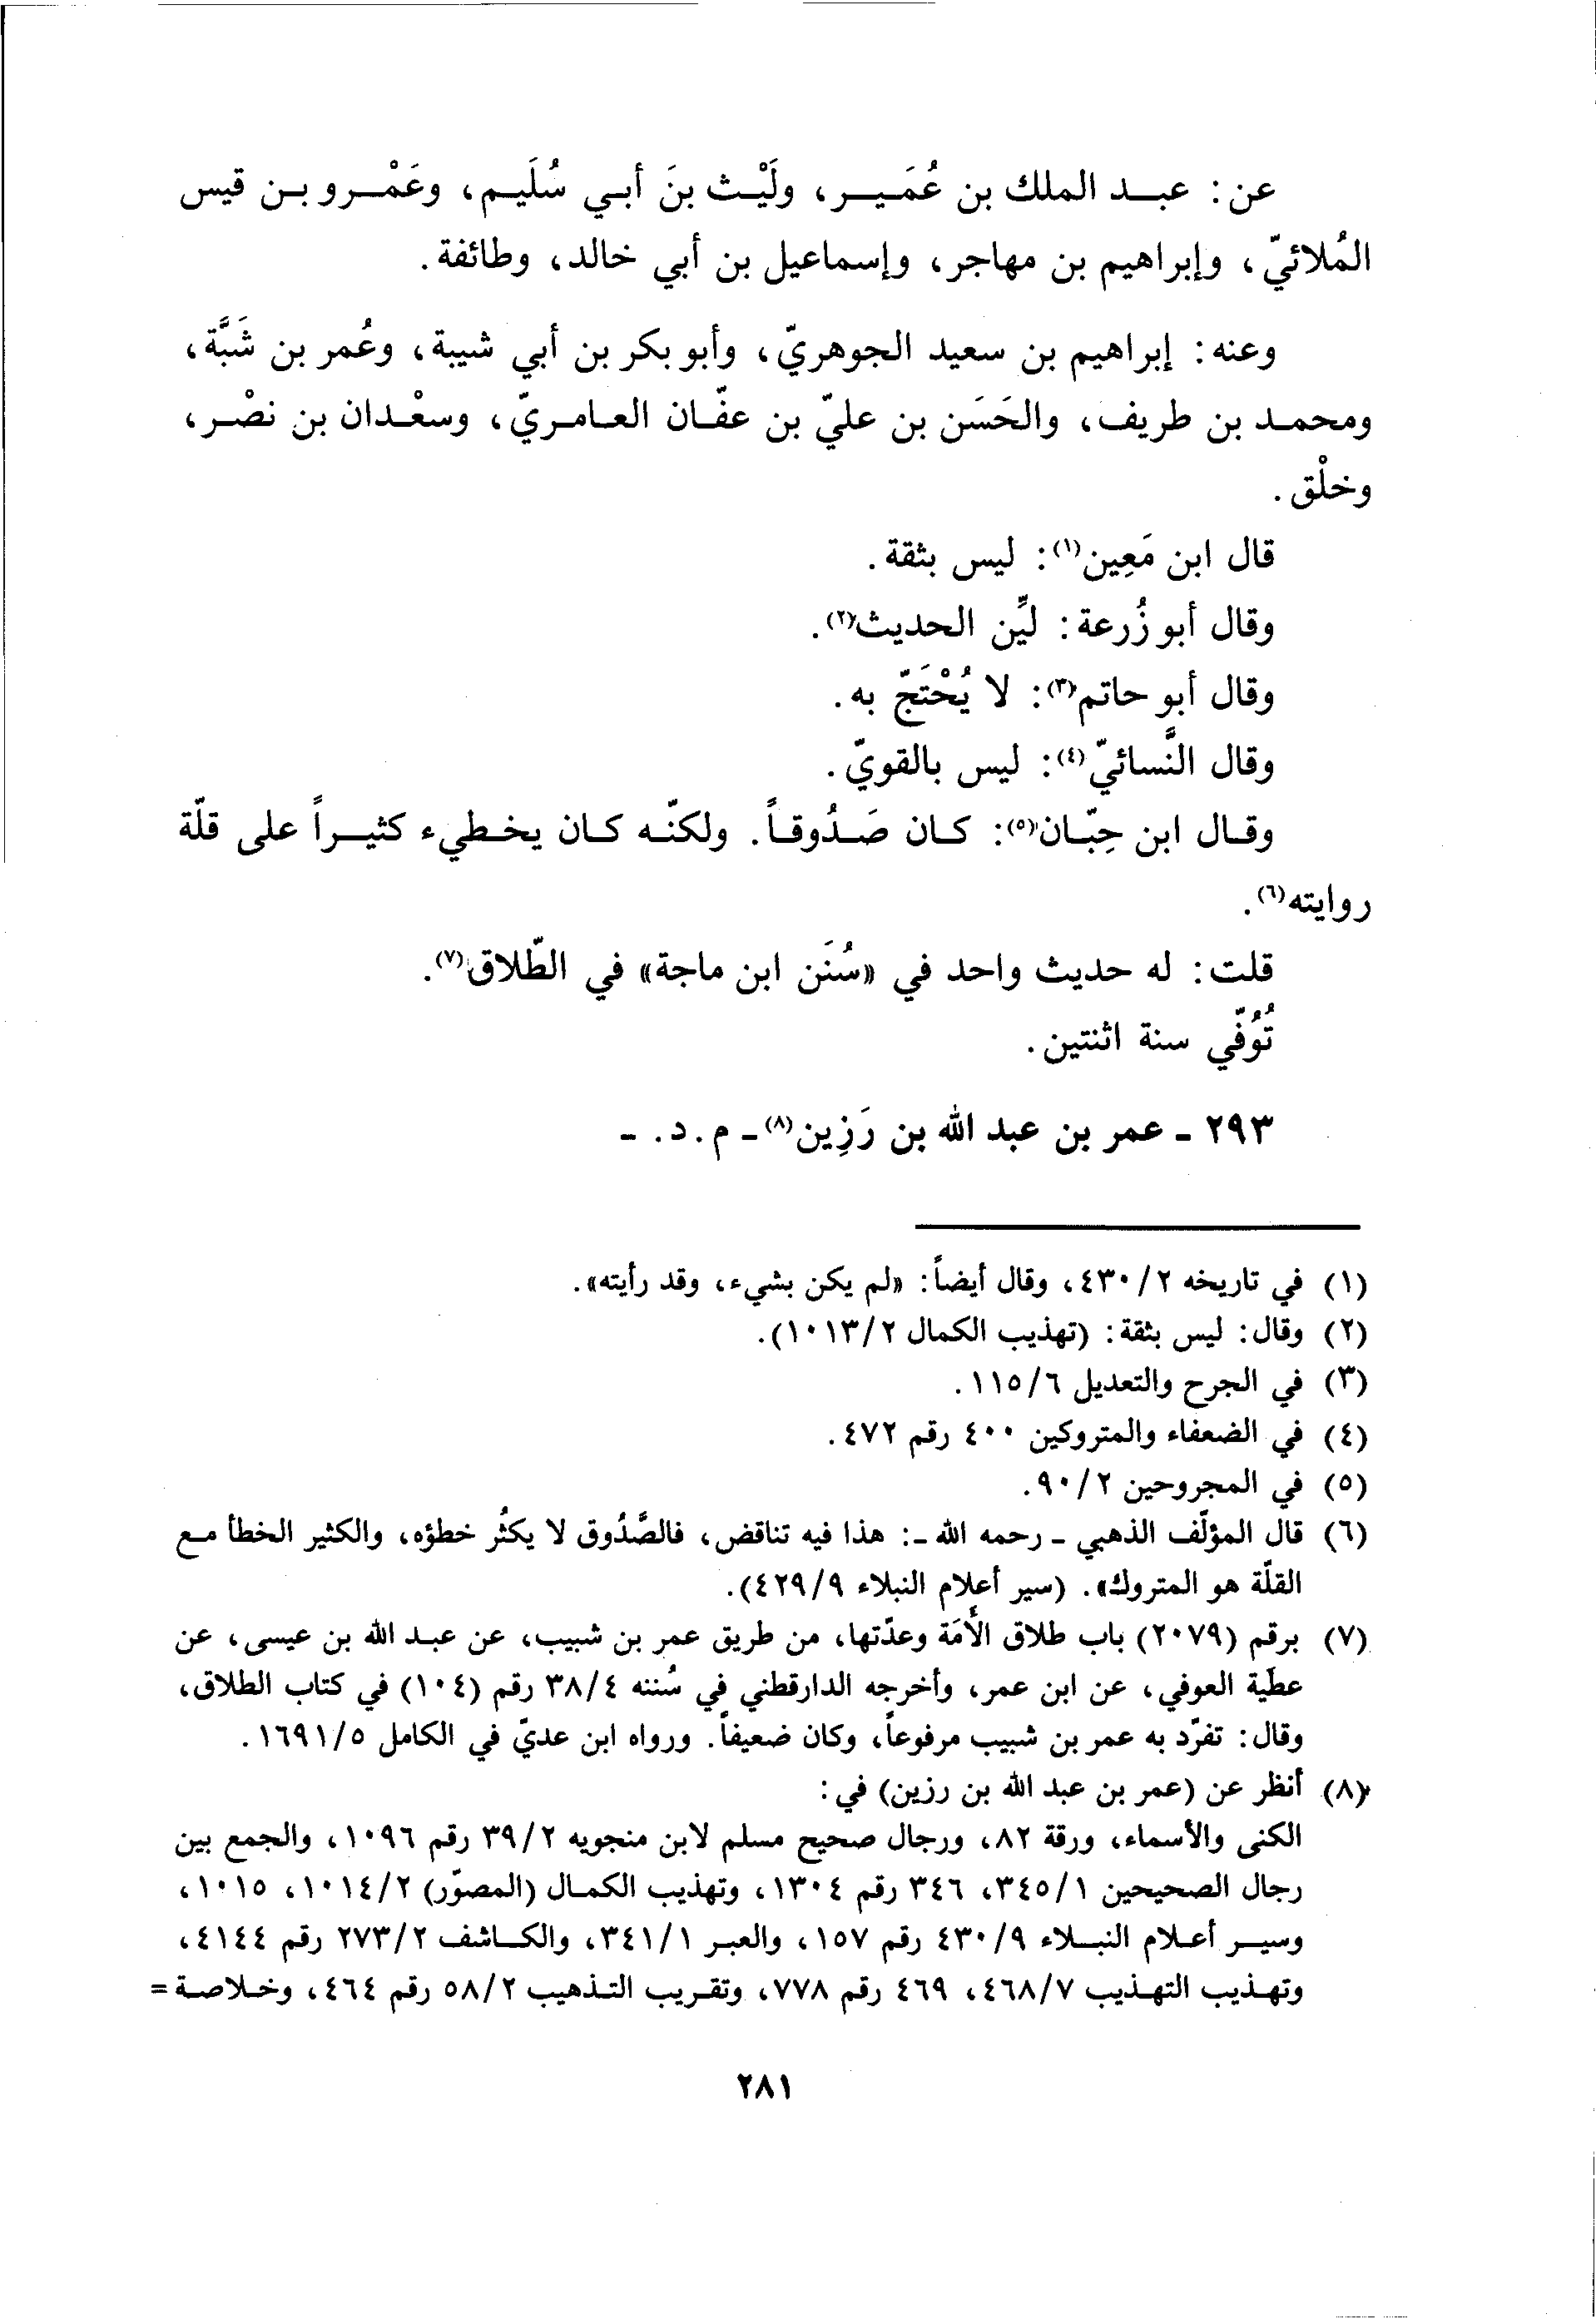 عن: عبد الملك بن عُمَير، ولَيْث بنَ أبي سُلَيم، وعَمْرو بن قيس
المُلائيّ، وإبراهيم بن مهاجر، وإسماعيل بن أبي خالد، وطائفة.
وعنه: إبراهيم بن سعيد الجوهريّ، وأبو بكر بن أبي شيبة، وعُمر بن شَبَّة،
ومحمد بن طريف، والحَسَن بن عليّ بن عفّان العامريّ، وسعْدان بن نصْر،
وخلْق.
قال ابن مَعِين(١): ليس بثقة.
وقال أبو زُرعة: ليِّن الحديث(٢).
وقال أبو حاتم(٣): لا يُحْتَجّ به.
وقال النَّسائيّ(٤): ليس بالقويّ.
وقال ابن حِبّان(٥): كان صَدُوقاً. ولكنّه كان يخطيء كثيراً على قلّة
روايته(٦).
قلت: له حديث واحد في «سُنَن ابن ماجة» في الطّلاق(٧).
تُوُفّي سنة اثنتين.
٢٩٣ - عمر بن عبد الله بن رَزِين(٨) - م. د. -
(١) في تاريخه ٤٣٠/٢، وقال أيضاً: «لم يكن بشيء، وقد رأيته».
(٢) وقال: ليس بثقة: (تهذيب الكمال ١٠١٣/٢).
(٣) في الجرح والتعديل ١١٥/٦.
(٤) في الضعفاء والمتروكين ٤٠٠ رقم ٤٧٢.
(٥) في المجروحين ٩٠/٢.
(٦) قال المؤلّف الذهبي - رحمه الله -: هذا فيه تناقض، فالصَّدُوق لا يكثُر خطؤه، والكثير الخطأ مع
القلّة هو المتروك». (سير أعلام النبلاء ٤٢٩/٩).
(٧) برقم (٢٠٧٩) باب طلاق الأَمَة وعدّتها، من طريق عمر بن شبيب، عن عبد الله بن عيسى، عن
عطية العوفي، عن ابن عمر، وأخرجه الدارقطني في سُننه ٣٨/٤ رقم (١٠٤) في كتاب الطلاق،
وقال: تفرّد به عمر بن شبيب مرفوعاً، وكان ضعيفاً. ورواه ابن عديّ في الكامل ١٦٩١/٥.
(٨) أنظر عن (عمر بن عبد الله بن رزين) في:
الكنى والأسماء، ورقة ٨٢، ورجال صحيح مسلم لابن منجويه ٣٩/٢ رقم ١٠٩٦، والجمع بين
رجال الصحيحين ٣٤٥/١، ٣٤٦ رقم ١٣٠٤، وتهذيب الكمال (المصوّر) ١٠١٤/٢، ١٠١٥،
وسير أعلام النبلاء ٤٣٠/٩ رقم ١٥٧، والعبر ٣٤١/١، والكاشف ٢٧٣/٢ رقم ٤١٤٤،
وتهذيب التهذيب ٤٦٨/٧، ٤٦٩ رقم ٧٧٨، وتقريب التذهيب ٥٨/٢ رقم ٤٦٤، وخلاصة =
٢٨١